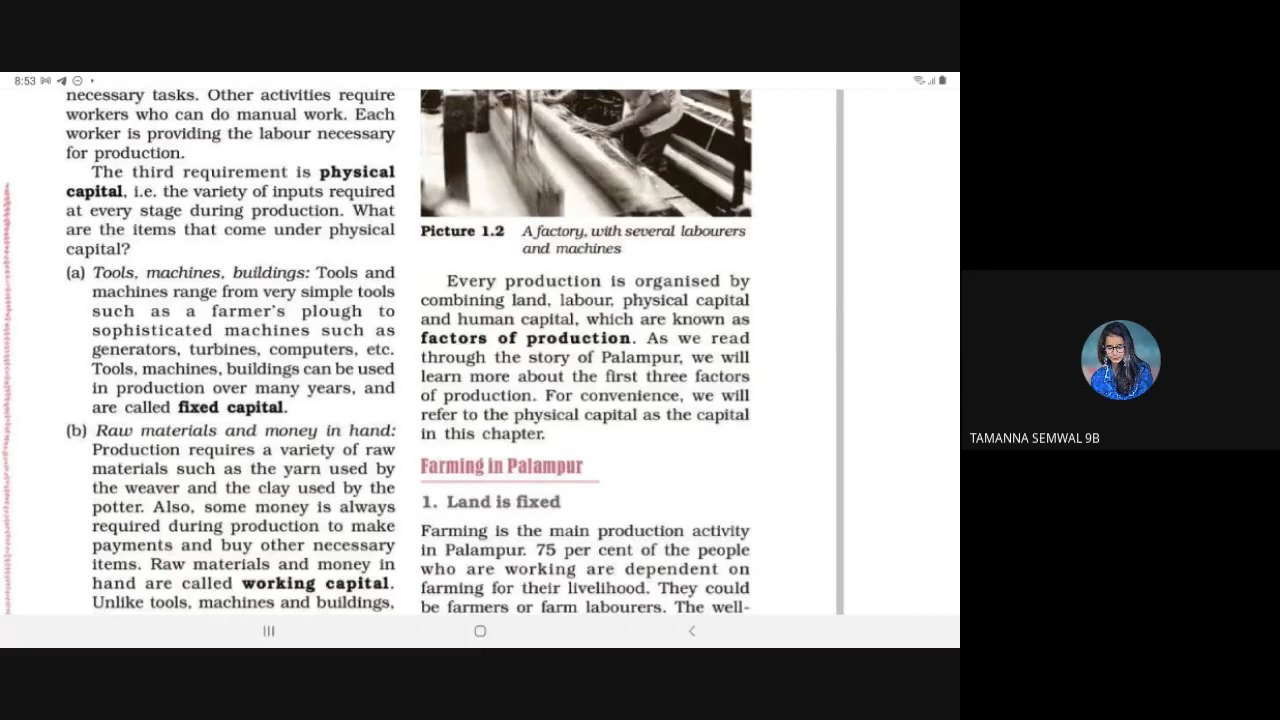 8:53
necessary tasks. Other activities require
workers who can do manual work. Each
worker is providing the labour necessary
for production.
The third requirement is physical
capital, i.e. the variety of inputs required
at every stage during production. What
are the items that come under physical
capital?
(a) Tools, machines, buildings: Tools and
machines range from very simple tools
such as a farmer's plough to
sophisticated machines such as
generators, turbines, computers, etc.
Tools, machines, buildings can be used
in production over many years, and
are called fixed capital.
(b) Raw materials and money in hand:
Production requires a variety of raw
materials such as the yarn used by
the weaver and the clay used by the
potter. Also, some money is always
required during production to make
payments and buy other necessary
items. Raw materials and money in
hand are called working capital.
Unlike tools, machines and buildings,
Picture 1.2 A factory, with several labourers
and machines
Every production is organised by
combining land, labour, physical capital
and human capital, which are known as
factors of production. As we read
through the story of Palampur, we will
learn more about the first three factors
of production. For convenience, we will
refer to the physical capital as the capital
in this chapter.
Farming in Palampur
1. Land is fixed
Farming is the main production activity
in Palampur. 75 per cent of the people
who are working are dependent on
farming for their livelihood. They could
be farmers or farm labourers. The well-
TAMANNA SEMWAL 9B